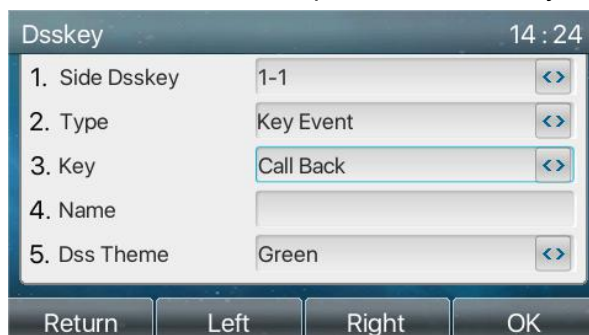 Dsskey 14:24
1. Side Dsskey 1-1 <>
2. Type Key Event <>
3. Key Call Back <>
4. Name
5. Dss Theme Green <>
Return Left Right OK